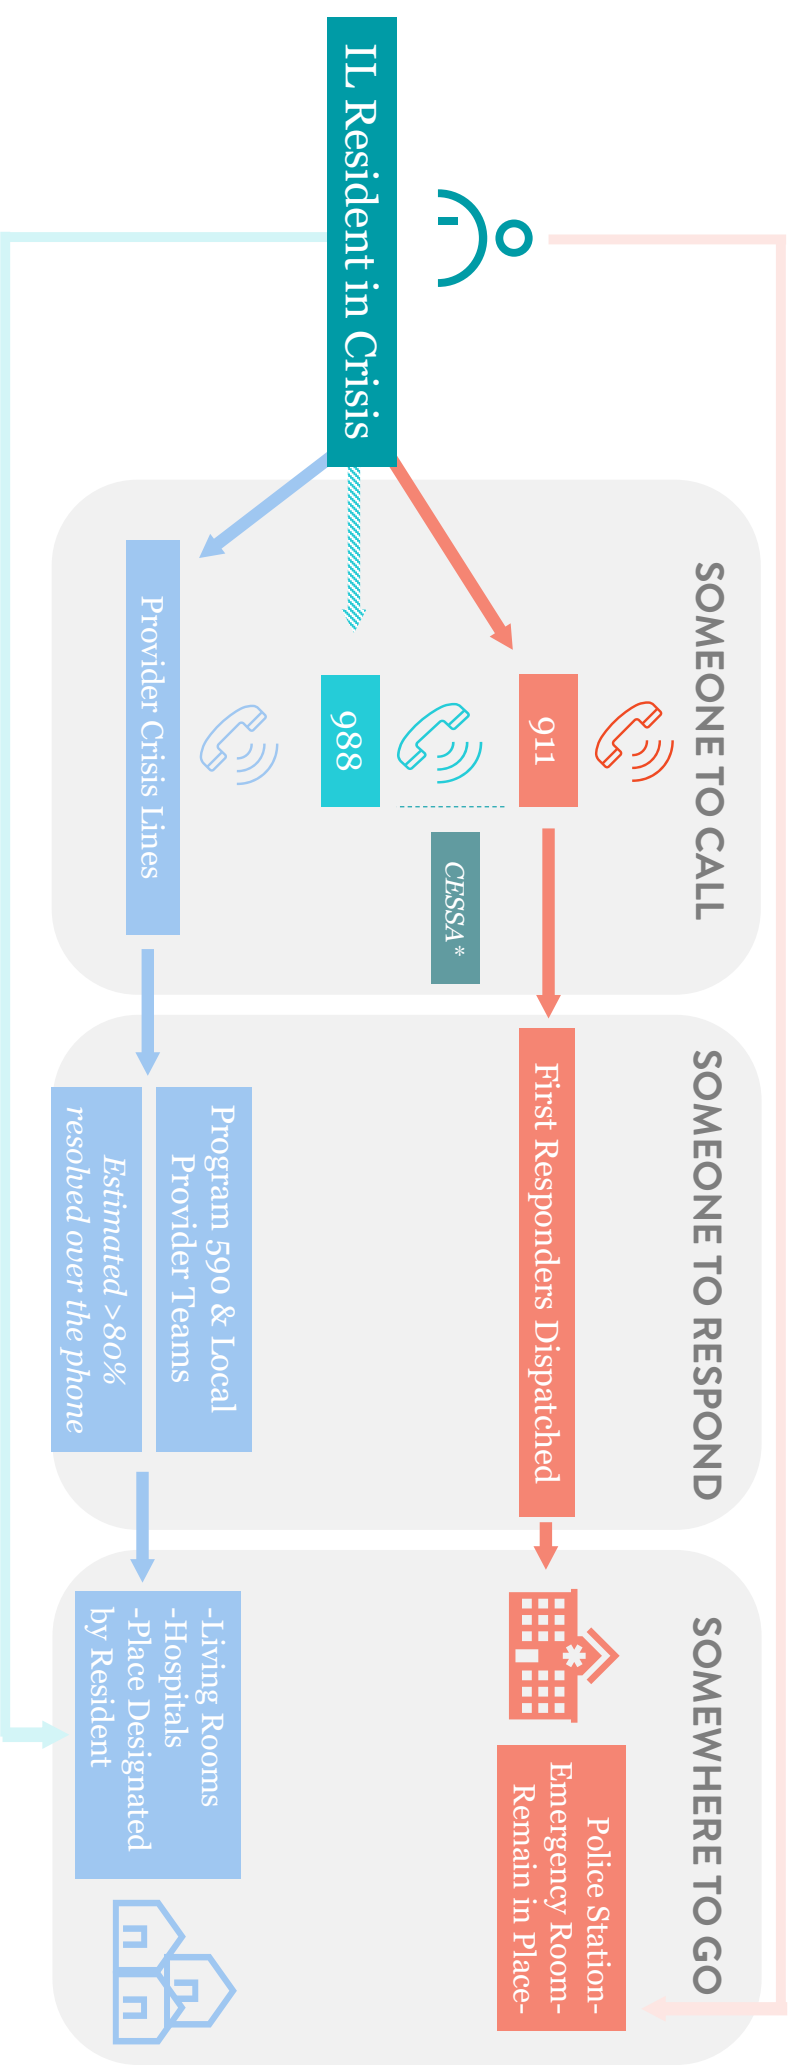 IL Resident in Crisis
SOMEONE TO CALL
911
988
CESSA*
Provider Crisis Lines
SOMEONE TO RESPOND
First Responders Dispatched
Program 590 & Local
Provider Teams
Estimated >80%
resolved over the phone
SOMEWHERE TO GO
Police Station-
Emergency Room-
Remain in Place-
-Living Rooms
-Hospitals
-Place Designated
by Resident